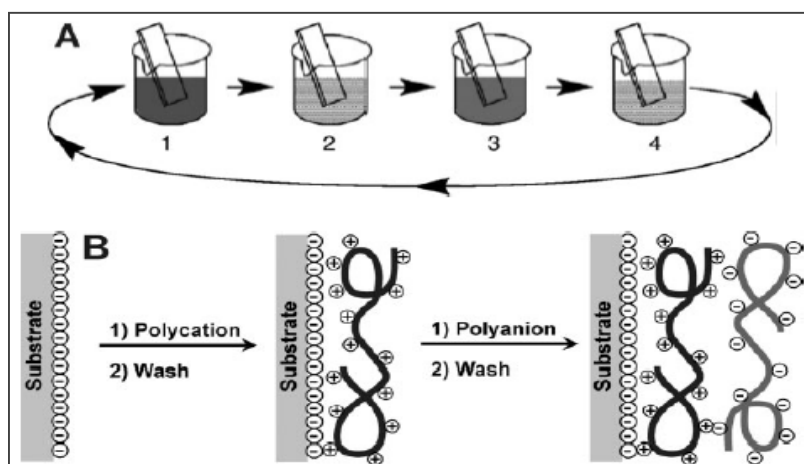 A
1 2 3 4
B
Substrate
1) Polycation
2) Wash
Substrate
1) Polyanion
2) Wash
Substrate